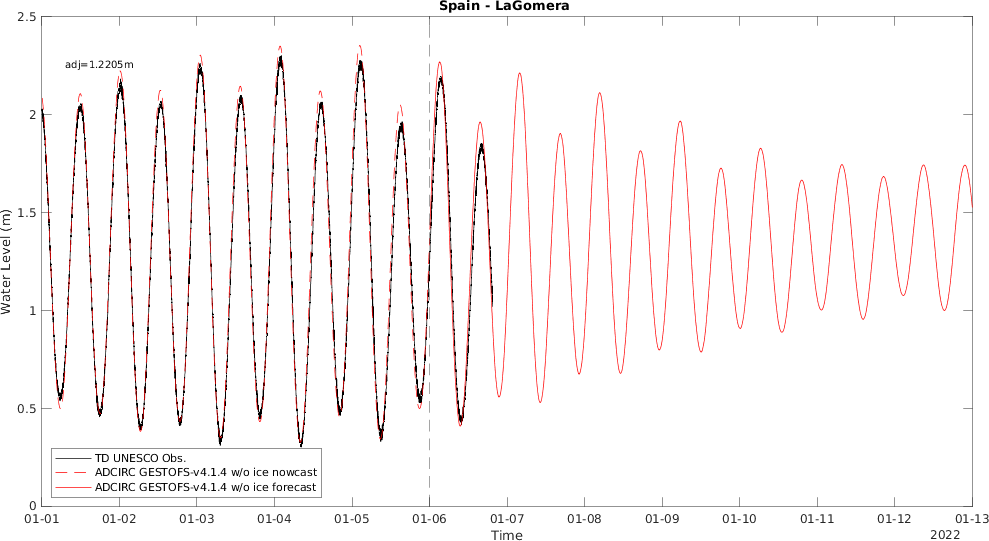 Spain - LaGomera
adj=1.2205m
2.5
2
1.5
1
0.5
0
Water Level (m)
TD UNESCO Obs.
ADCIRC GESTOFS-v4.1.4 w/o ice nowcast
ADCIRC GESTOFS-v4.1.4 w/o ice forecast
01-01 01-02 01-03 01-04 01-05 01-06 01-07 01-08 01-09 01-10 01-11 01-12 01-13
Time
2022